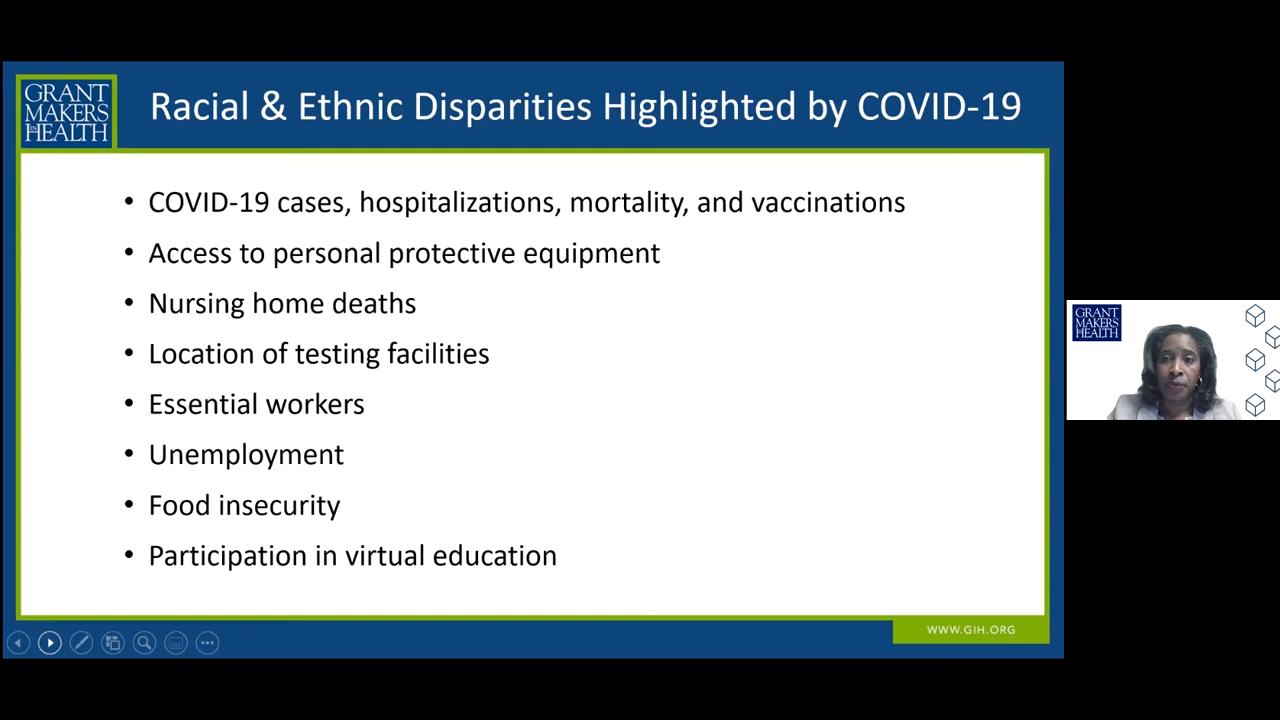 GRANT
MAKERS
IN HEALTH
Racial & Ethnic Disparities Highlighted by COVID-19
• COVID-19 cases, hospitalizations, mortality, and vaccinations
• Access to personal protective equipment
• Nursing home deaths
• Location of testing facilities
• Essential workers
• Unemployment
• Food insecurity
• Participation in virtual education
WWW.GIH.ORG
GRANT
MAKERS
IN HEALTH